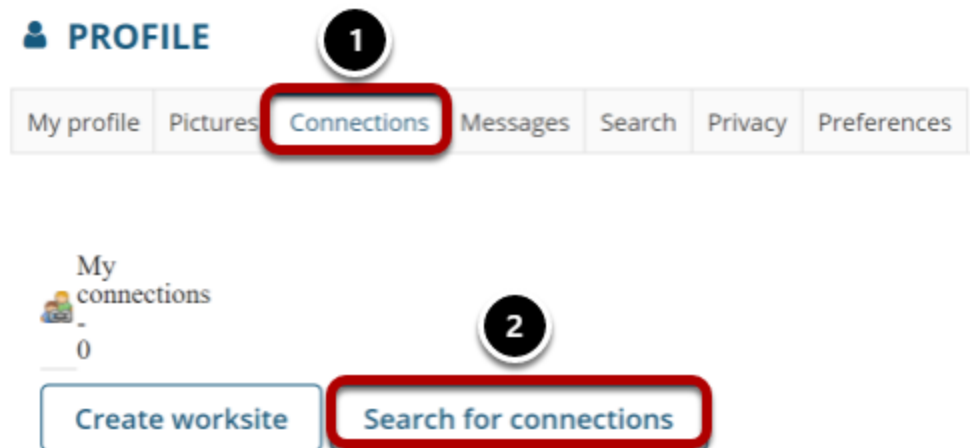 PROFILE
1
My profile Pictures Connections Messages Search Privacy Preferences
My
connections
-
0
2
Create worksite Search for connections